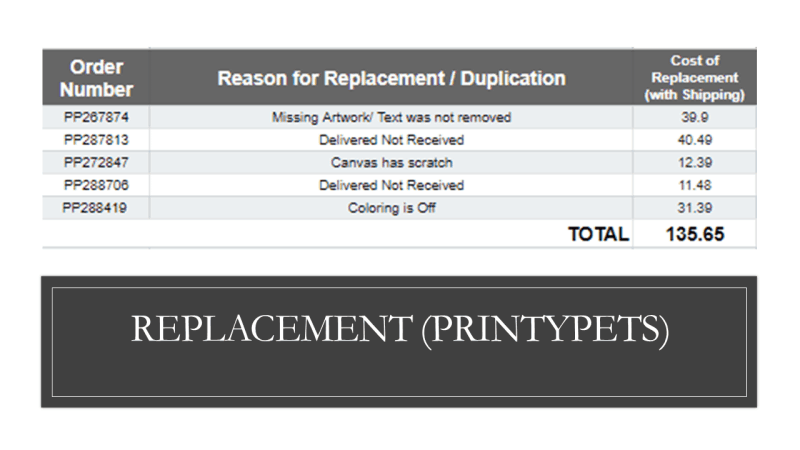 Order Number
Reason for Replacement / Duplication
Cost of Replacement (with Shipping)
PP267874 Missing Artwork/ Text was not removed 39.9
PP287813 Delivered Not Received 40.49
PP272847 Canvas has scratch 12.39
PP288706 Delivered Not Received 11.48
PP288419 Coloring is Off 31.39
TOTAL 135.65
REPLACEMENT (PRINTYPETS)